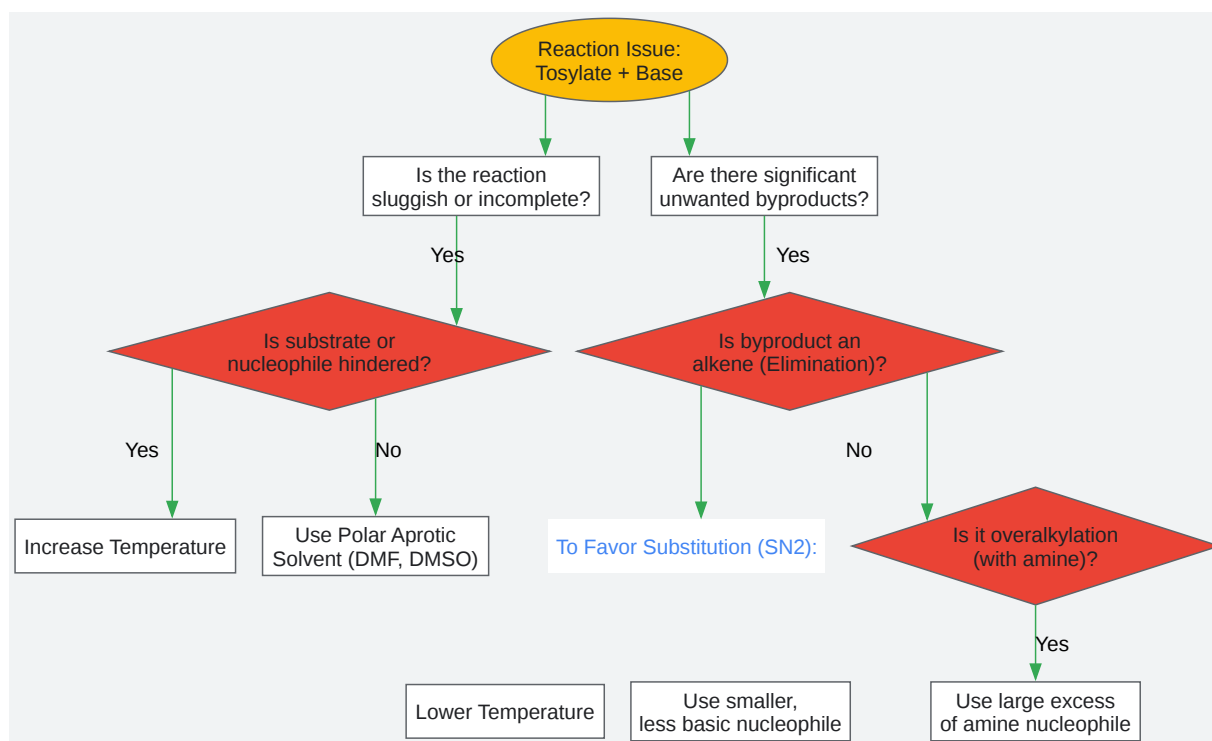 Reaction Issue:
Tosylate + Base
Is the reaction
sluggish or incomplete?
Are there significant
unwanted byproducts?
Yes
Yes
Is substrate or
nucleophile hindered?
Is byproduct an
alkene (Elimination)?
Yes
No
No
Increase Temperature
Use Polar Aprotic
Solvent (DMF, DMSO)
To Favor Substitution (SN2):
Is it overalkylation
(with amine)?
Yes
Lower Temperature
Use smaller,
less basic nucleophile
Use large excess
of amine nucleophile